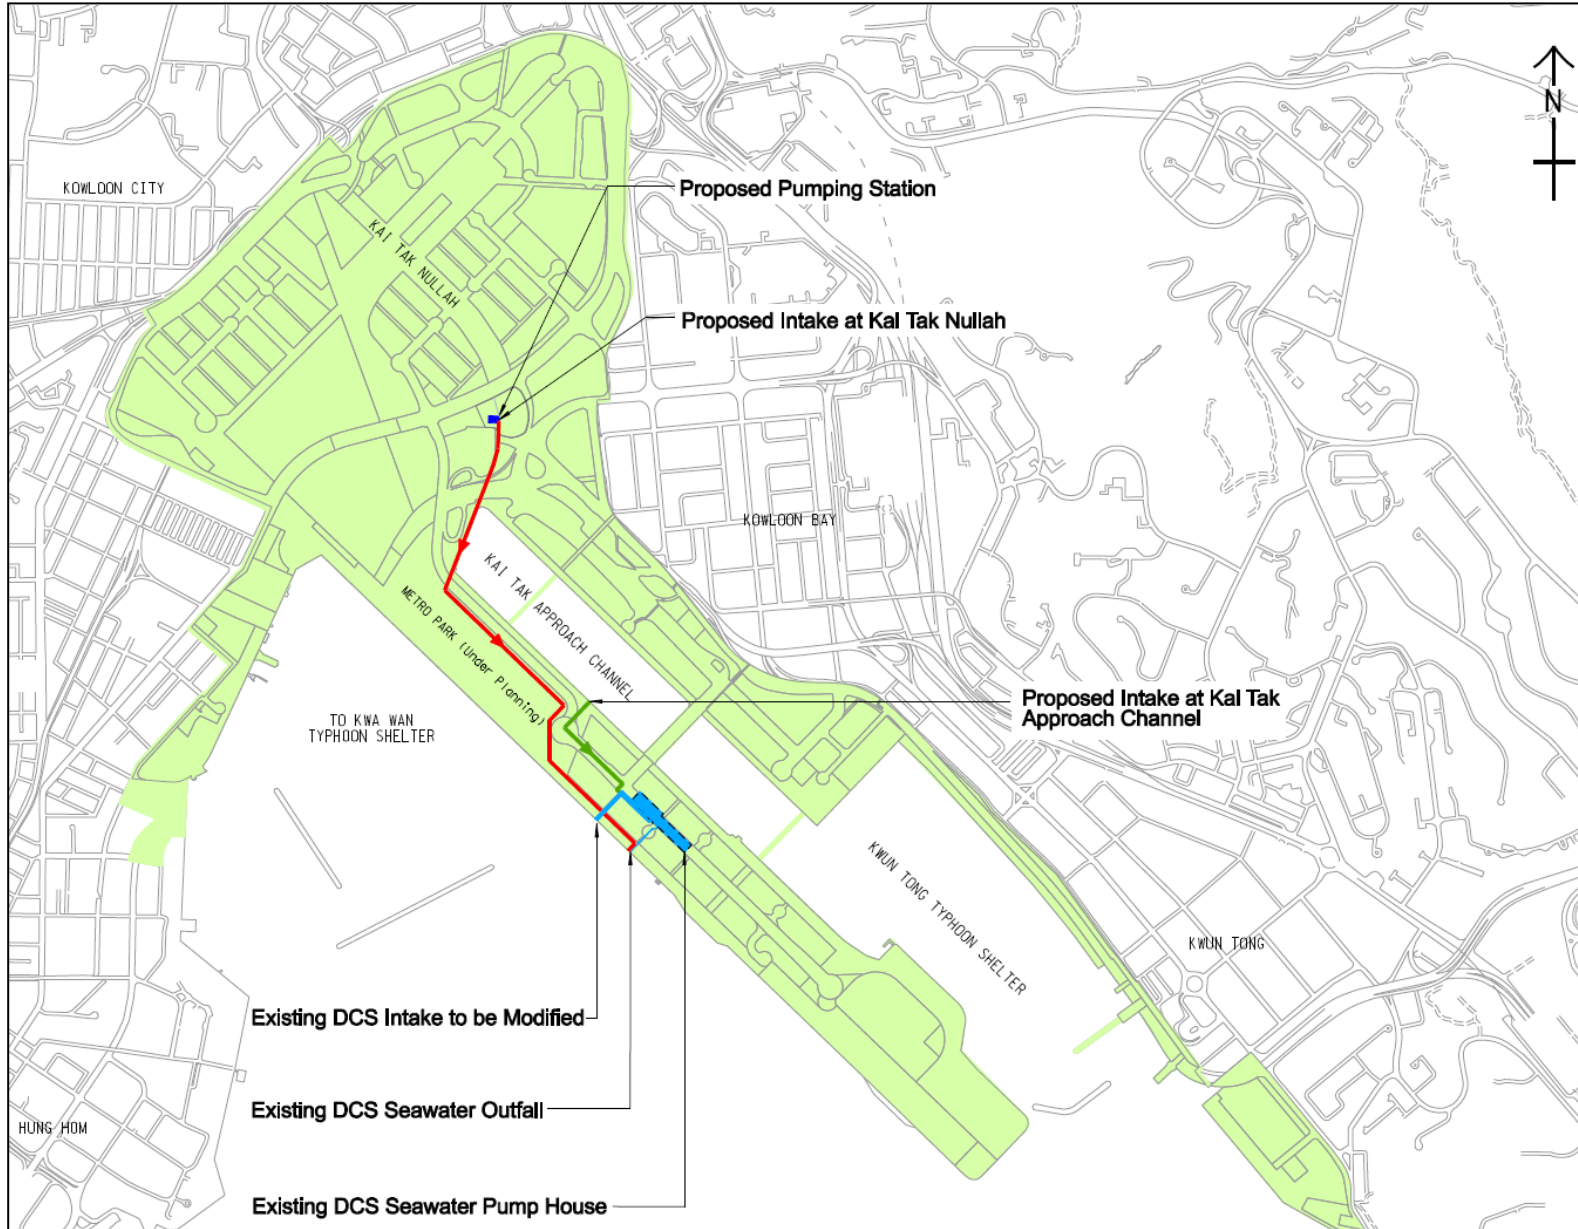 N
KOWLOON CITY
Proposed Pumping Station
KAI TAK NULLAH
Proposed Intake at Kai Tak Nullah
KOWLOON BAY
KAI TAK APPROACH CHANNEL
METRO PARK (Under Planning)
Proposed Intake at Kai Tak
Approach Channel
TO KWA WAN
TYPHOON SHELTER
KWUN TONG TYPHOON SHELTER
KWUN TONG
Existing DCS Intake to be Modified
Existing DCS Seawater Outfall
HUNG HOM
Existing DCS Seawater Pump House